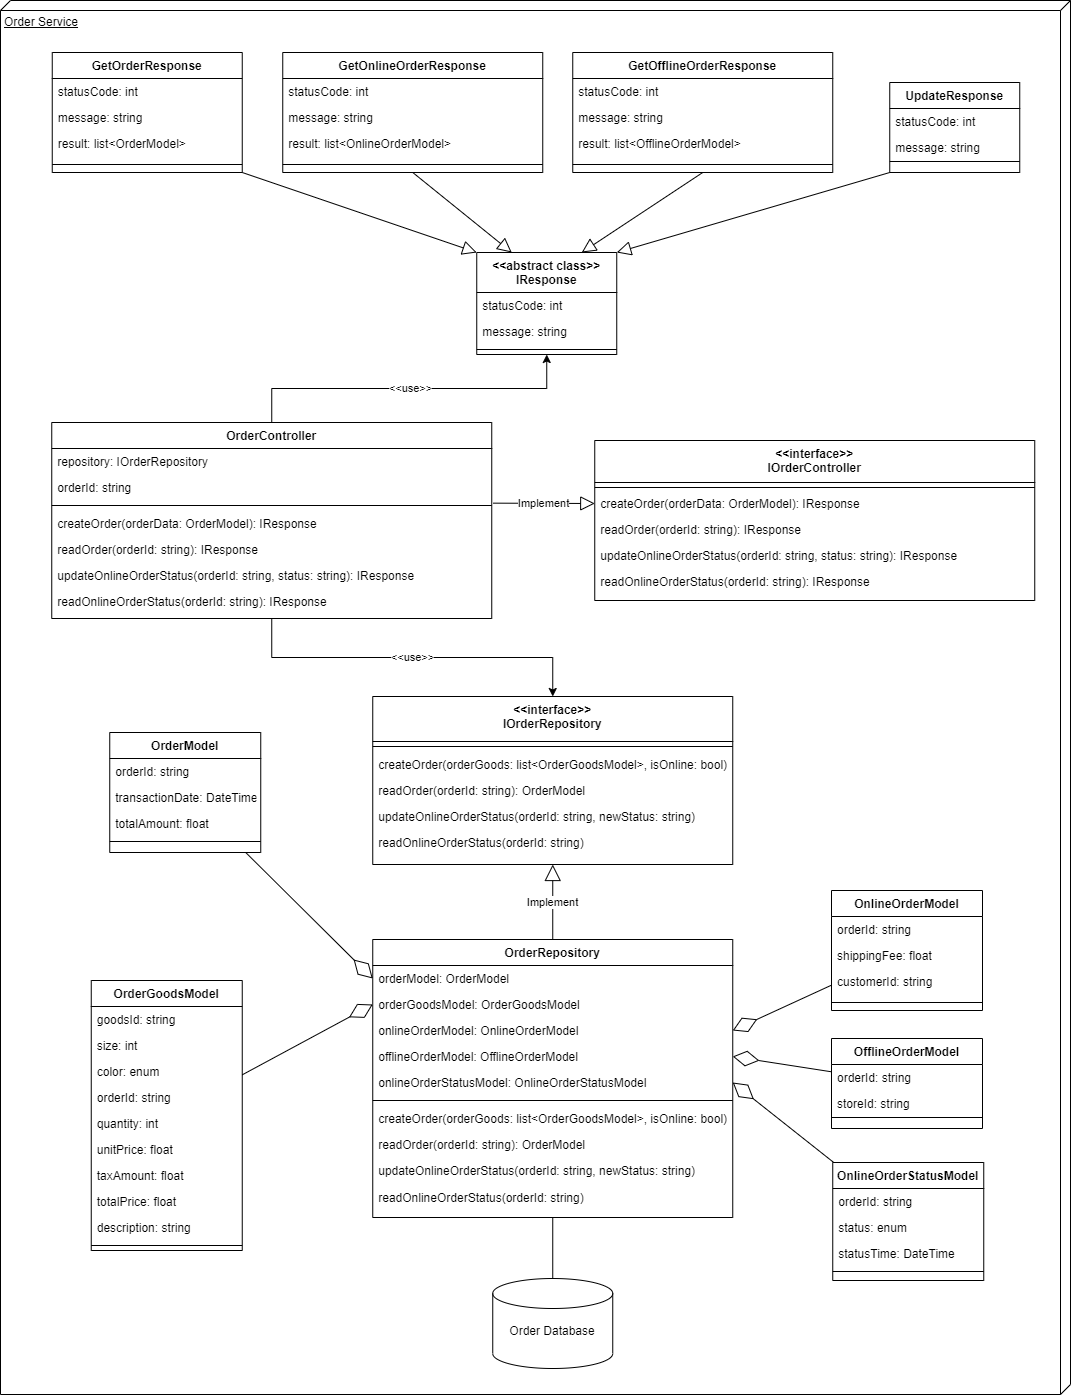 Order Service
GetOrderResponse
statusCode: int
message: string
result: list<OrderModel>
GetOnlineOrderResponse
statusCode: int
message: string
result: list<OnlineOrderModel>
GetOfflineOrderResponse
statusCode: int
message: string
result: list<OfflineOrderModel>
UpdateResponse
statusCode: int
message: string
<<abstract class>>
IResponse
statusCode: int
message: string
<<use>>
OrderController
repository: IOrderRepository
orderId: string
createOrder(orderData: OrderModel): IResponse
readOrder(orderId: string): IResponse
updateOnlineOrderStatus(orderId: string, status: string): IResponse
readOnlineOrderStatus(orderId: string): IResponse
Implement
<<interface>>
IOrderController
createOrder(orderData: OrderModel): IResponse
readOrder(orderId: string): IResponse
updateOnlineOrderStatus(orderId: string, status: string): IResponse
readOnlineOrderStatus(orderId: string): IResponse
<<use>>
<<interface>>
IOrderRepository
createOrder(orderGoods: list<OrderGoodsModel>, isOnline: bool)
readOrder(orderId: string): OrderModel
updateOnlineOrderStatus(orderId: string, newStatus: string)
readOnlineOrderStatus(orderId: string)
OrderModel
orderId: string
transactionDate: DateTime
totalAmount: float
Implement
OrderRepository
orderModel: OrderModel
orderGoodsModel: OrderGoodsModel
onlineOrderModel: OnlineOrderModel
offlineOrderModel: OfflineOrderModel
onlineOrderStatusModel: OnlineOrderStatusModel
createOrder(orderGoods: list<OrderGoodsModel>, isOnline: bool)
readOrder(orderId: string): OrderModel
updateOnlineOrderStatus(orderId: string, newStatus: string)
readOnlineOrderStatus(orderId: string)
OrderGoodsModel
goodsId: string
size: int
color: enum
orderId: string
quantity: int
unitPrice: float
taxAmount: float
totalPrice: float
description: string
OnlineOrderModel
orderId: string
shippingFee: float
customerId: string
OfflineOrderModel
orderId: string
storeId: string
OnlineOrderStatusModel
orderId: string
status: enum
statusTime: DateTime
Order Database